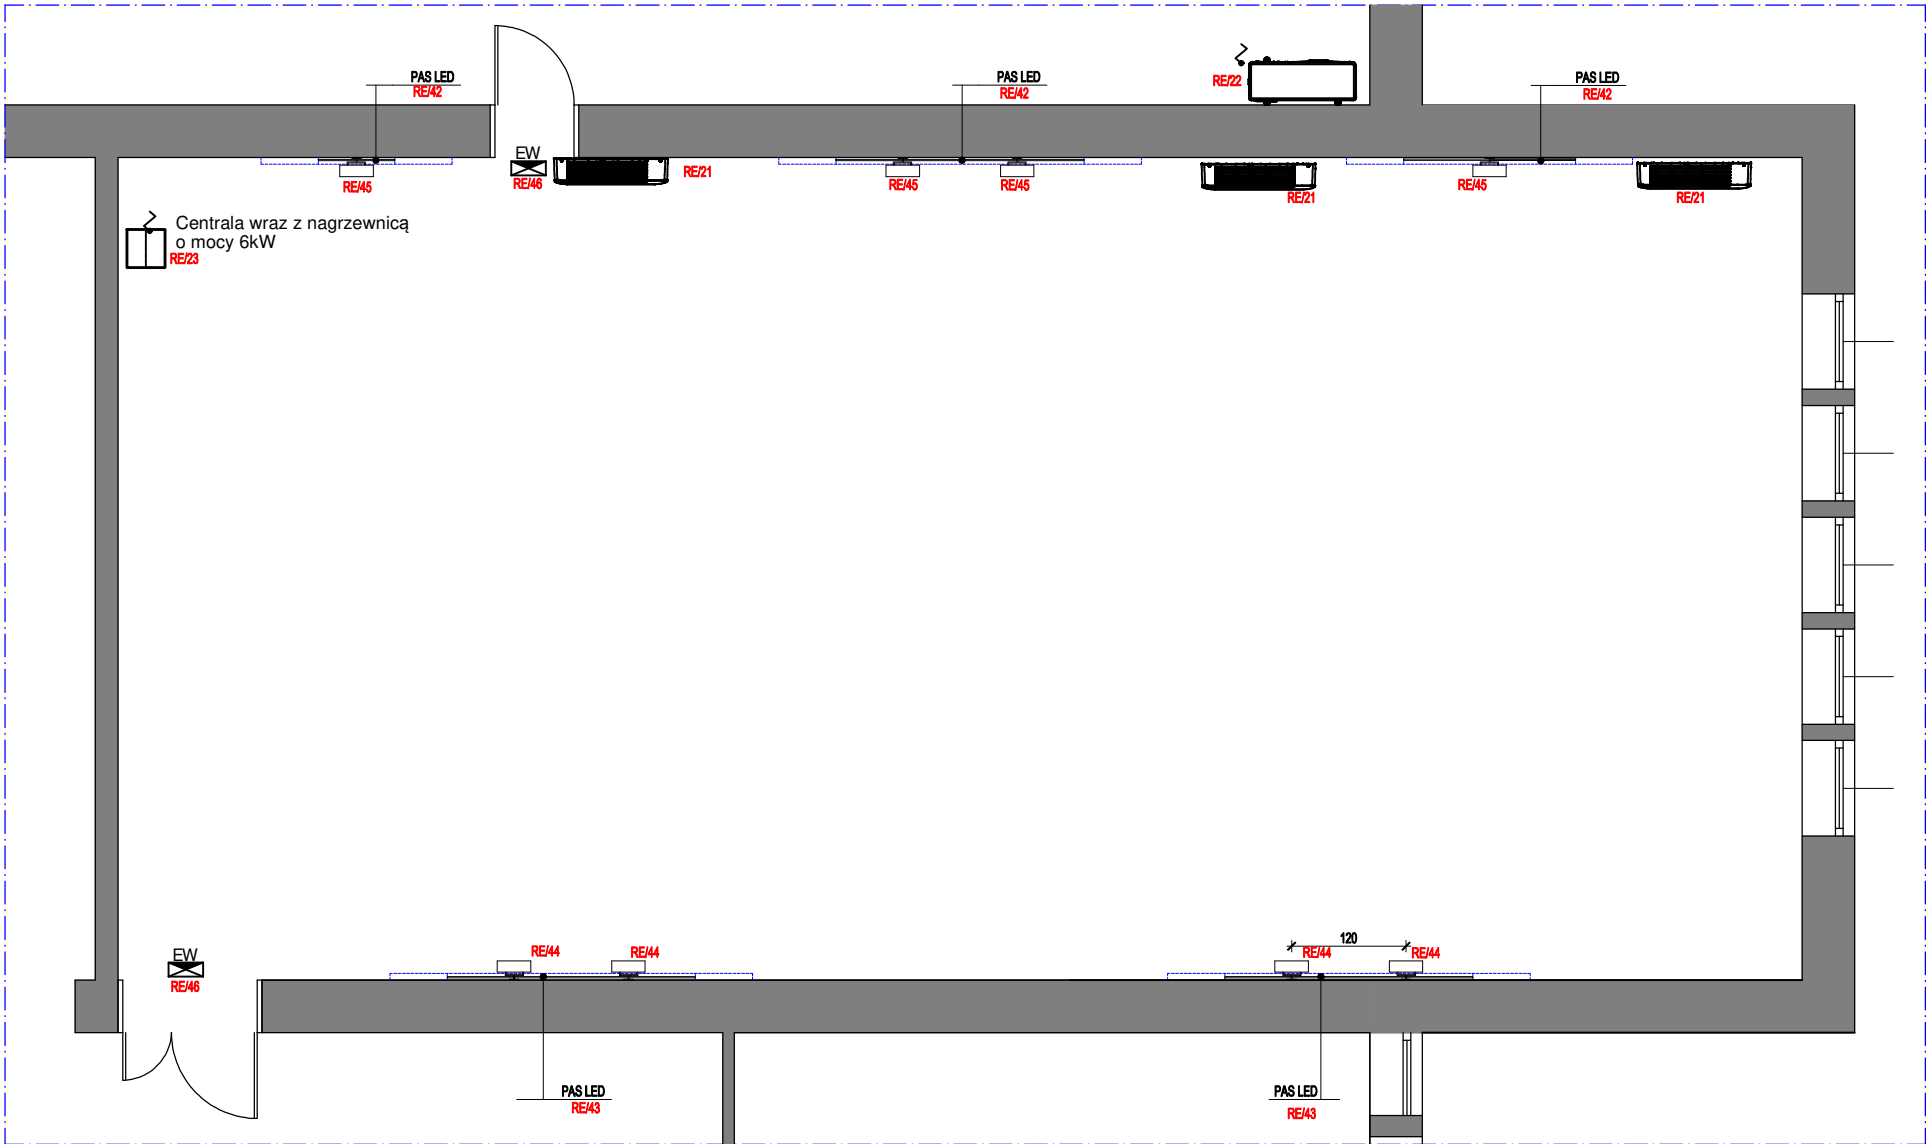 PAS LED
RE/42
PAS LED
RE/42
RE/22
PAS LED
RE/42
EW
RE/46
RE/45
RE/21
RE/45
RE/45
RE/21
RE/45
RE/21
Centrala wraz z nagrzewnicą
o mocy 6kW
RE/23
EW
RE/46
RE/44
RE/44
120
RE/44
RE/44
PAS LED
RE/43
PAS LED
RE/43